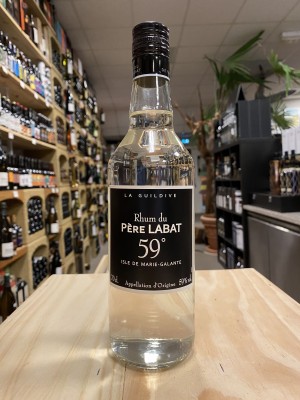 LA GUILDIVE
Rhum du
PÈRE LABAT
59°
ISLE DE MARIE-GALANTE
Appellation d'Origine
59%